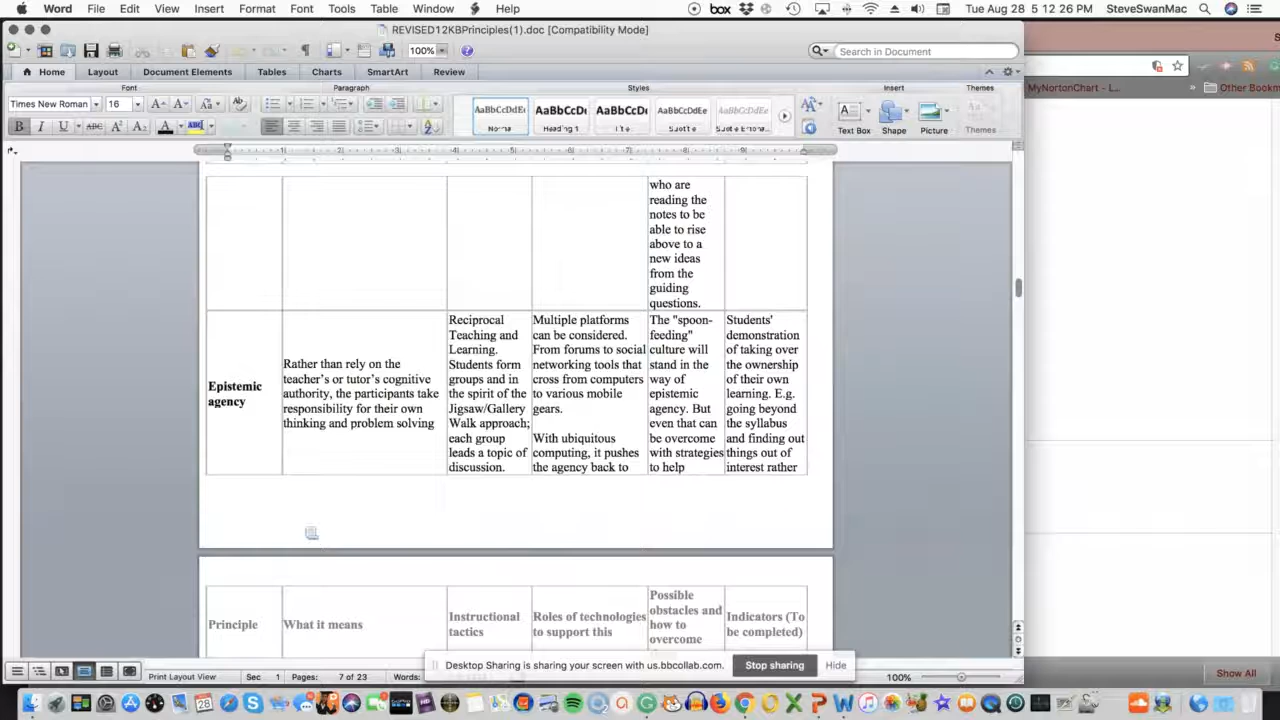 Word File Edit View Insert Format Font Tools Table Window Help box Tue Aug 28 5:12:26 PM SteveSwanMac
REVISED12KBPrinciples(1).doc [Compatibility Mode]
100% Search in Document
Home Layout Document Elements Tables Charts SmartArt Review
MyNortonChart - L... » Other Bookm
Font Paragraph Styles Insert Themes
Times New Roman 16
AaBbCcDdEe AaBbCcDc AaBbCcDc AaBbCcDdEe AaBbCcDdEe
Heading 1
Text Box Shape Picture Themes
who are
reading the
notes to be
able to rise
above to a
new ideas
from the
guiding
questions.
Epistemic
agency
Rather than rely on the
teacher's or tutor's cognitive
authority, the participants take
responsibility for their own
thinking and problem solving
Reciprocal
Teaching and
Learning.
Students form
groups and in
the spirit of the
Jigsaw/Gallery
Walk approach;
each group
leads a topic of
discussion.
Multiple platforms
can be considered.
From forums to social
networking tools that
cross from computers
to various mobile
gears.
With ubiquitous
computing, it pushes
the agency back to
The "spoon-
feeding"
culture will
stand in the
way of
epistemic
agency. But
even that can
be overcome
with strategies
to help
Students'
demonstration
of taking over
the ownership
of their own
learning. E.g.
going beyond
the syllabus
and finding out
things out of
interest rather
Principle
What it means
Instructional
tactics
Roles of technologies
to support this
Possible
obstacles and
how to
overcome
Indicators (To
be completed)
Desktop Sharing is sharing your screen with us.bbcollab.com. Stop sharing Hide
Print Layout View Sec 1 Pages: 7 of 23 Words: 100%
Show All